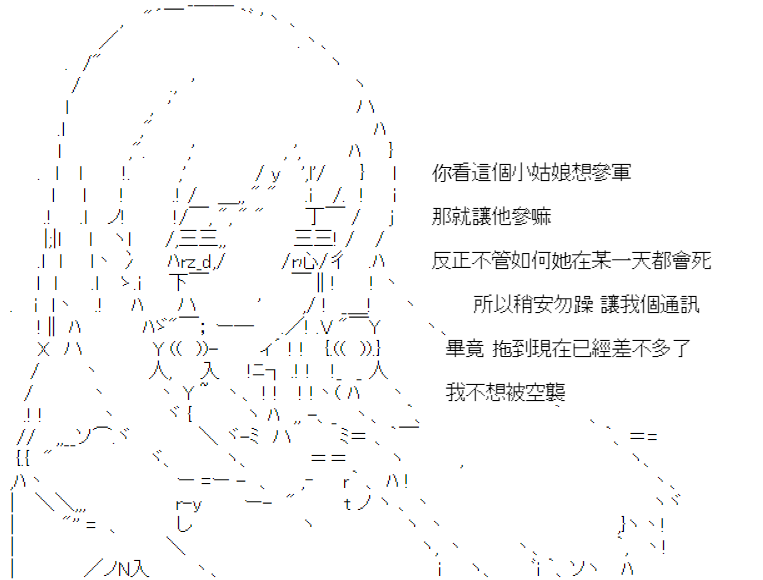 你看這個小姑娘想參軍
那就讓他參嘛
反正不管如何她在某一天都會死
所以稍安勿躁 讓我個通訊
畢竟 拖到現在已經差不多了
我不想被空襲